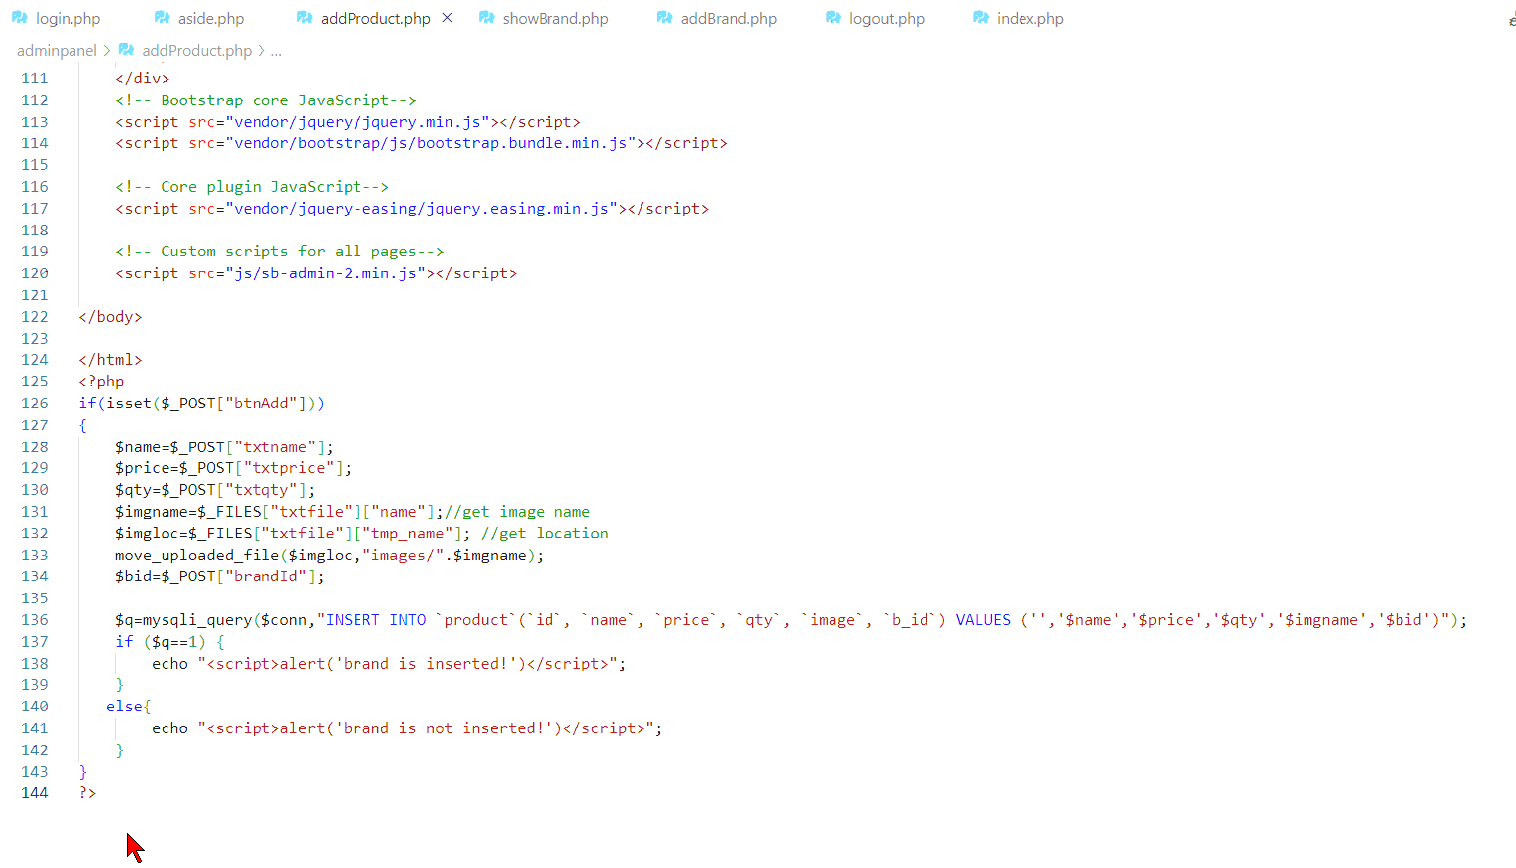 login.php aside.php addProduct.php × showBrand.php addBrand.php logout.php index.php
adminpanel > addProduct.php > ...
111 </div>
112 <!-- Bootstrap core JavaScript-->
113 <script src="vendor/jquery/jquery.min.js"></script>
114 <script src="vendor/bootstrap/js/bootstrap.bundle.min.js"></script>
115
116 <!-- Core plugin JavaScript-->
117 <script src="vendor/jquery-easing/jquery.easing.min.js"></script>
118
119 <!-- Custom scripts for all pages-->
120 <script src="js/sb-admin-2.min.js"></script>
121
122 </body>
123
124 </html>
125 <?php
126 if(isset($_POST["btnAdd"]))
127 {
128 $name=$_POST["txtname"];
129 $price=$_POST["txtprice"];
130 $qty=$_POST["txtqty"];
131 $imgname=$_FILES["txtfile"]["name"];//get image name
132 $imgloc=$_FILES["txtfile"]["tmp_name"]; //get location
133 move_uploaded_file($imgloc,"images/".$imgname);
134 $bid=$_POST["brandId"];
135
136 $q=mysqli_query($conn,"INSERT INTO `product`(`id`, `name`, `price`, `qty`, `image`, `b_id`) VALUES ('','$name','$price','$qty','$imgname','$bid')");
137 if ($q==1) {
138 echo "<script>alert('brand is inserted!')</script>";
139 }
140 else{
141 echo "<script>alert('brand is not inserted!')</script>";
142 }
143 }
144 ?>